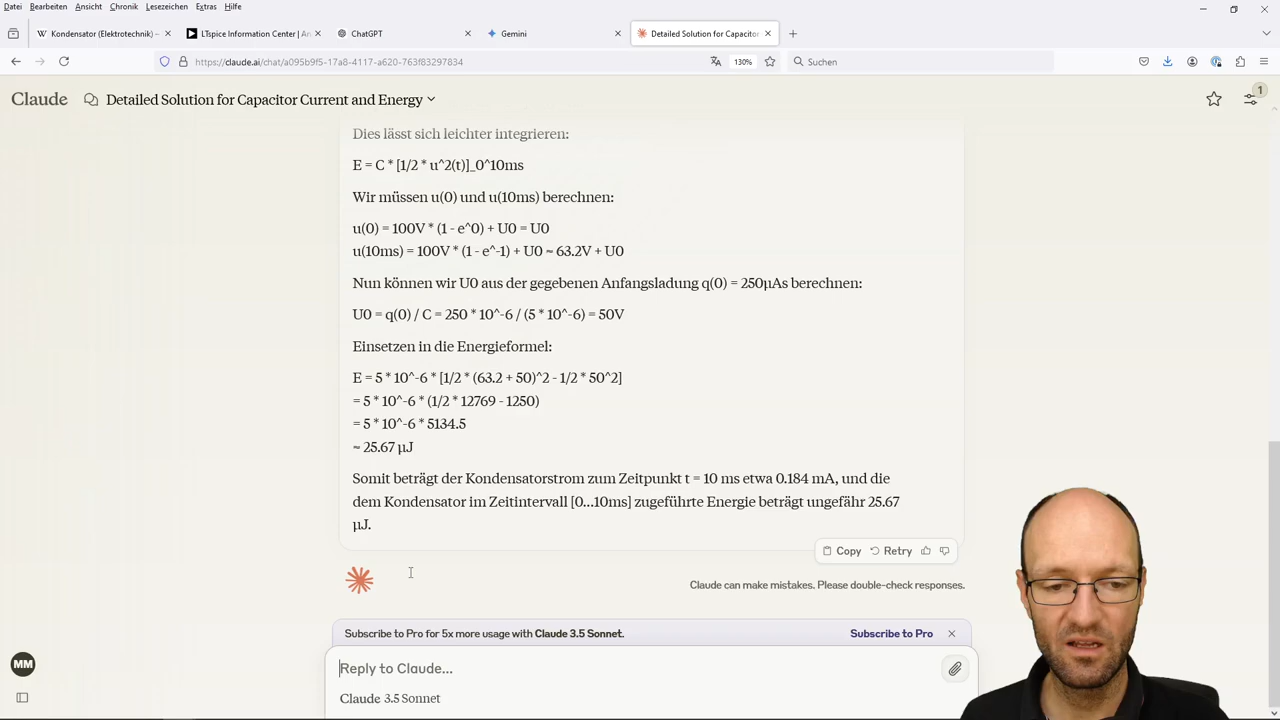 Datei Bearbeiten Ansicht Chronik Lesezeichen Extras Hilfe
W Kondensator (Elektrotechnik) – × LTspice Information Center | An × ChatGPT × Gemini × Detailed Solution for Capacitor × +
https://claude.ai/chat/a095b9f5-17a8-4117-a620-763f83297834 130% Suchen
Claude Detailed Solution for Capacitor Current and Energy 1
Dies lässt sich leichter integrieren:
E = C * [1/2 * u^2(t)]_0^10ms
Wir müssen u(0) und u(10ms) berechnen:
u(0) = 100V * (1 - e^0) + U0 = U0
u(10ms) = 100V * (1 - e^-1) + U0 ≈ 63.2V + U0
Nun können wir U0 aus der gegebenen Anfangsladung q(0) = 250μAs berechnen:
U0 = q(0) / C = 250 * 10^-6 / (5 * 10^-6) = 50V
Einsetzen in die Energieformel:
E = 5 * 10^-6 * [1/2 * (63.2 + 50)^2 - 1/2 * 50^2]
= 5 * 10^-6 * (1/2 * 12769 - 1250)
= 5 * 10^-6 * 5134.5
≈ 25.67 μJ
Somit beträgt der Kondensatorstrom zum Zeitpunkt t = 10 ms etwa 0.184 mA, und die
dem Kondensator im Zeitintervall [0...10ms] zugeführte Energie beträgt ungefähr 25.67
μJ.
Copy Retry
Claude can make mistakes. Please double-check responses.
Subscribe to Pro for 5x more usage with Claude 3.5 Sonnet. Subscribe to Pro ×
MM
Reply to Claude...
Claude 3.5 Sonnet